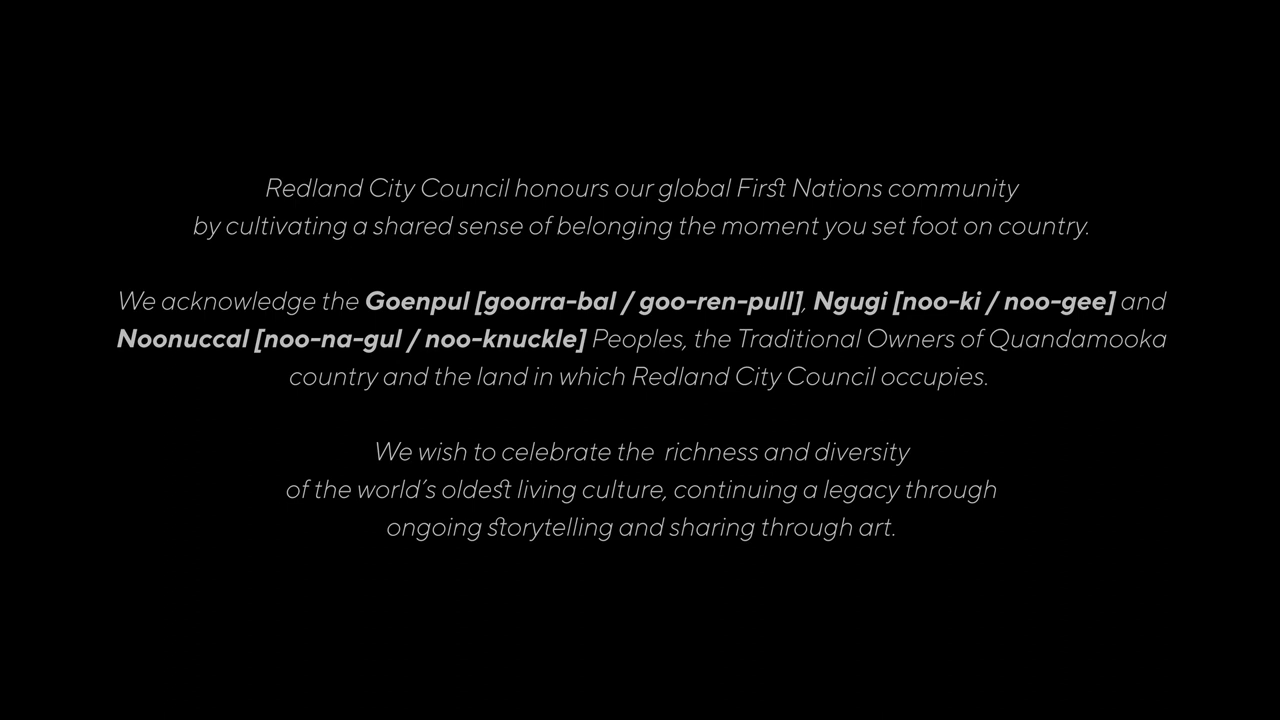 Redland City Council honours our global First Nations community
by cultivating a shared sense of belonging the moment you set foot on country.
We acknowledge the Goenpul [goorra-bal / goo-ren-pull], Ngugi [noo-ki / noo-gee] and
Noonuccal [noo-na-gul / noo-knuckle] Peoples, the Traditional Owners of Quandamooka
country and the land in which Redland City Council occupies.
We wish to celebrate the  richness and diversity
of the world's oldest living culture, continuing a legacy through
ongoing storytelling and sharing through art.